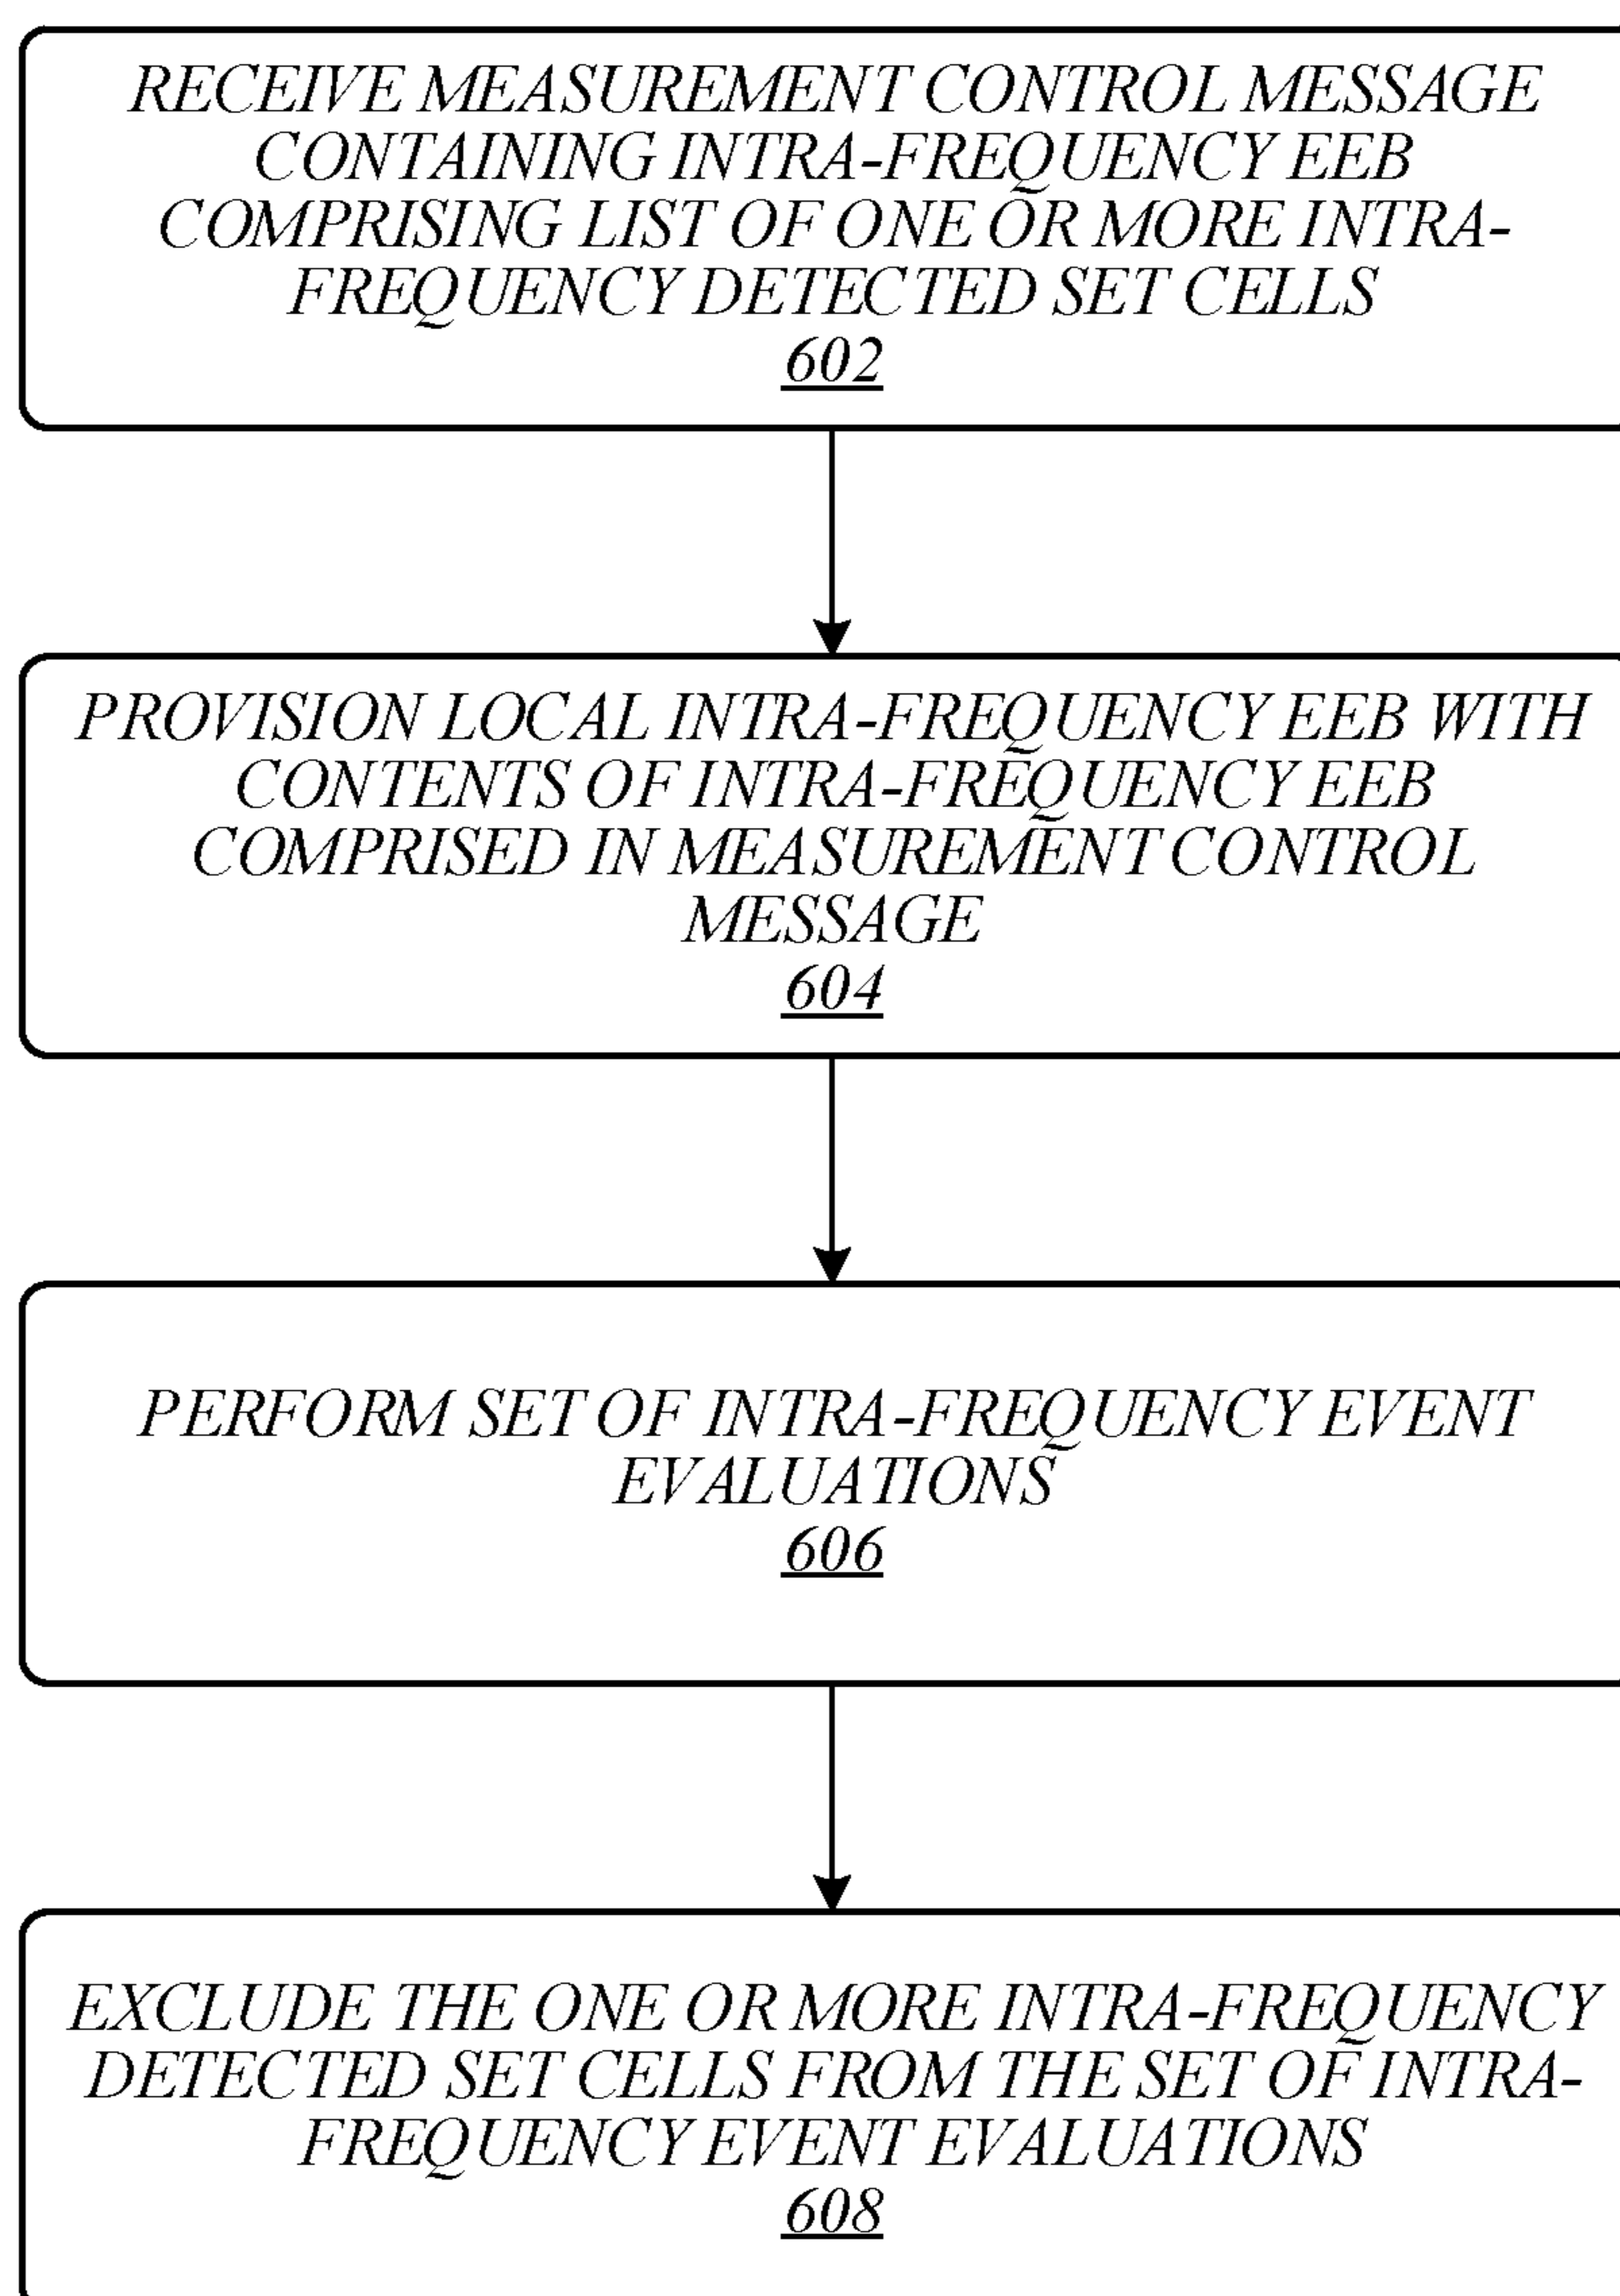 RECEIVE MEASUREMENT CONTROL MESSAGE
CONTAINING INTRA-FREQUENCY EEB
COMPRISING LIST OF ONE OR MORE INTRA-
FREQUENCY DETECTED SET CELLS
602
PROVISION LOCAL INTRA-FREQUENCY EEB WITH
CONTENTS OF INTRA-FREQUENCY EEB
COMPRISED IN MEASUREMENT CONTROL
MESSAGE
604
PERFORM SET OF INTRA-FREQUENCY EVENT
EVALUATIONS
606
EXCLUDE THE ONE OR MORE INTRA-FREQUENCY
DETECTED SET CELLS FROM THE SET OF INTRA-
FREQUENCY EVENT EVALUATIONS
608